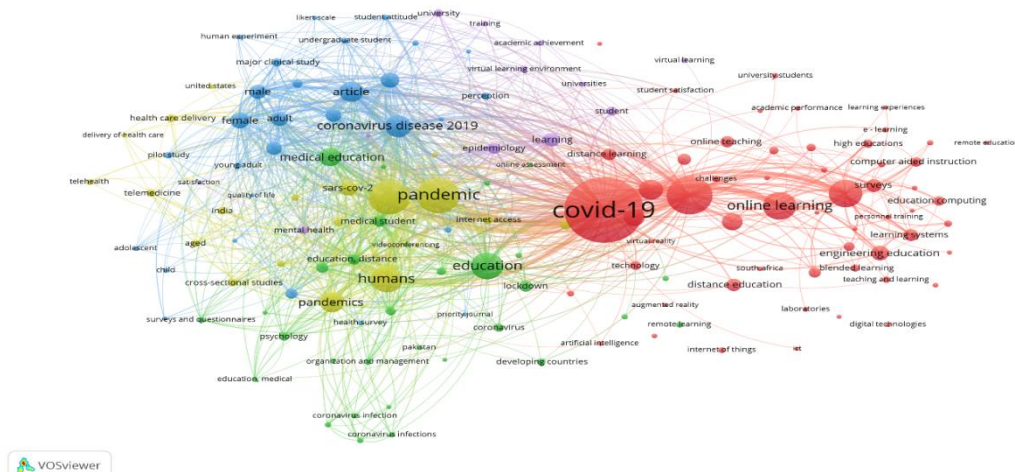 likert scale
student attitude
university
training
human experiment
undergraduate student
academic achievement
major clinical study
virtual learning environment
virtual learning
united states
male
article
perception
universities
student satisfaction
university students
health care delivery
female
adult
coronavirus disease 2019
student
academic performance
learning experiences
delivery of health care
learning
online teaching
e - learning
pilot study
medical education
epidemiology
distance learning
high educations
remote educatio
young adult
online assessment
computer aided instruction
telehealth
satisfaction
sars-cov-2
challenges
surveys
telemedicine
quality of life
pandemic
online learning
education computing
india
medical student
internet access
covid-19
personnel training
mental health
learning systems
adolescent
aged
videoconferencing
virtual reality
engineering education
child
education, distance
education
technology
south africa
blended learning
cross-sectional studies
humans
lockdown
distance education
teaching and learning
pandemics
augmented reality
laboratories
surveys and questionnaires
health survey
priority journal
coronavirus
remote learning
digital technologies
psychology
pakistan
artificial intelligence
internet of things
ict
organization and management
developing countries
education, medical
coronavirus infection
coronavirus infections
VOSviewer